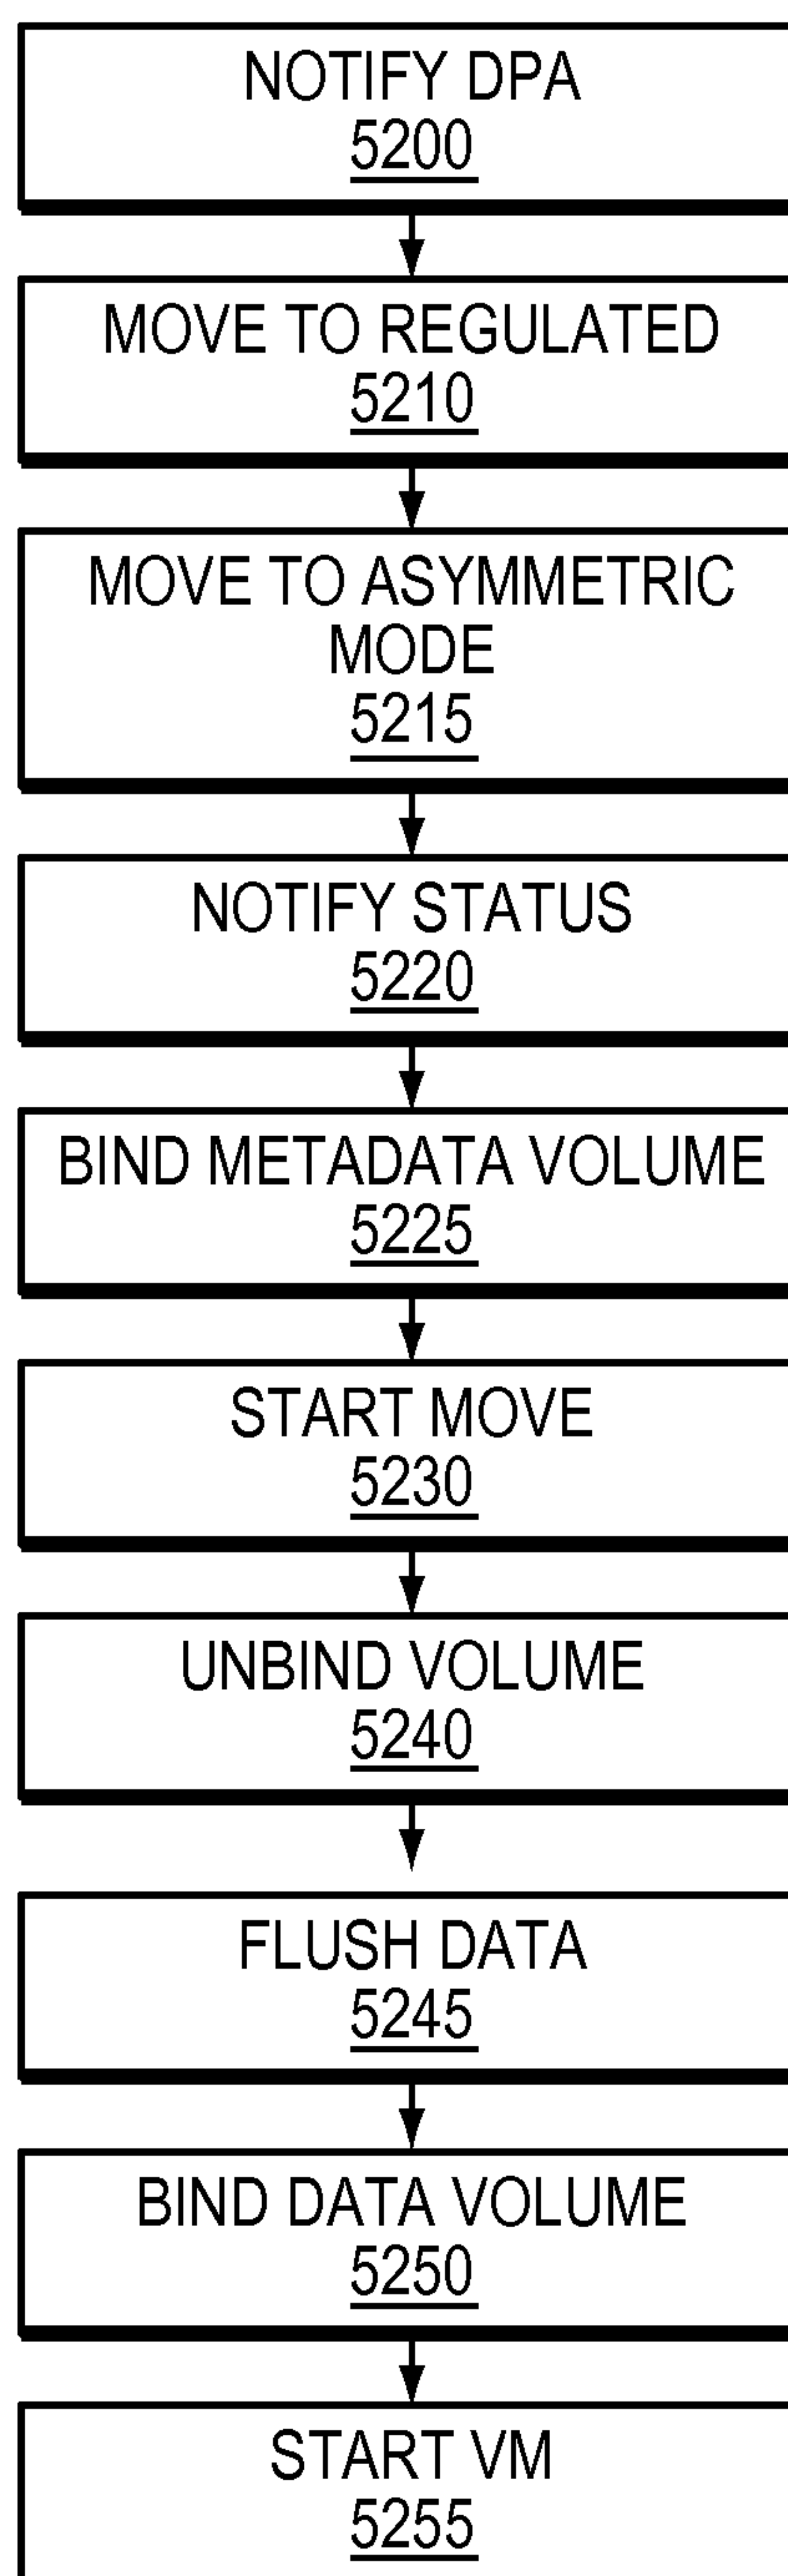 NOTIFY DPA
5200
MOVE TO REGULATED
5210
MOVE TO ASYMMETRIC
MODE
5215
NOTIFY STATUS
5220
BIND METADATA VOLUME
5225
START MOVE
5230
UNBIND VOLUME
5240
FLUSH DATA
5245
BIND DATA VOLUME
5250
START VM
5255